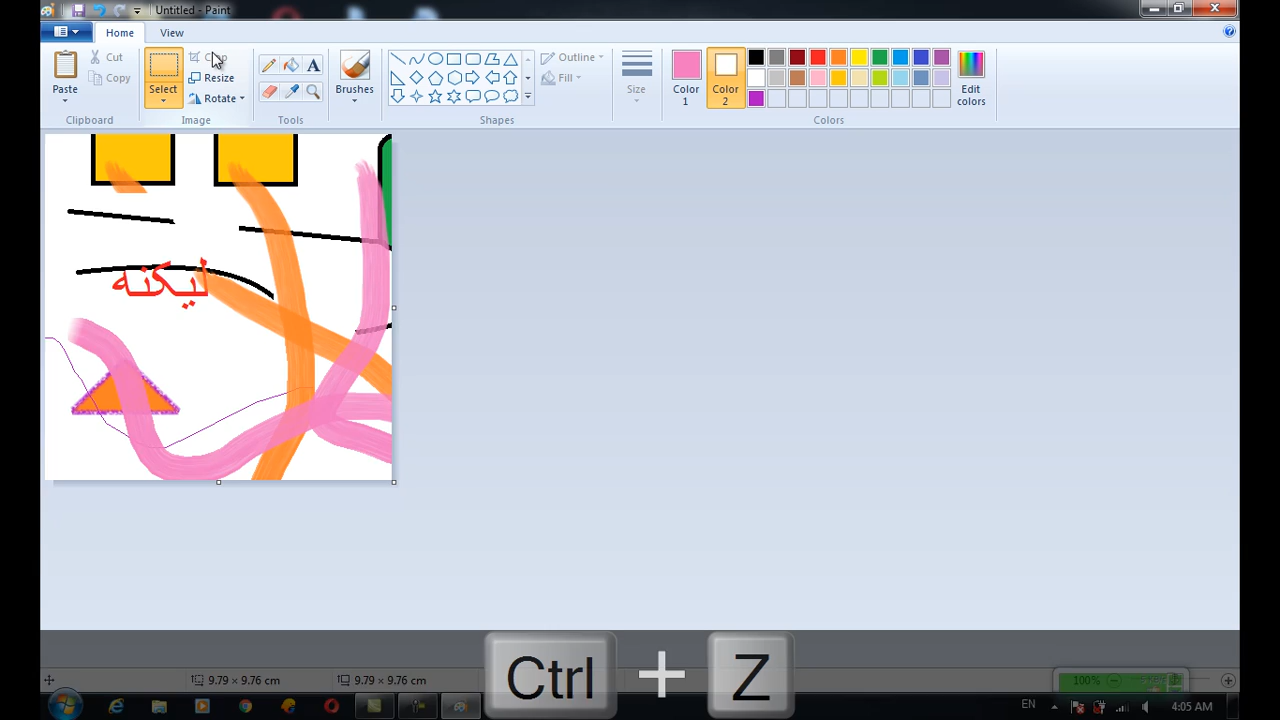 Untitled - Paint
Home View
Paste
Cut
Copy
Clipboard
Select
Crop
Resize
Rotate
Image
A
Tools
Brushes
Outline
Fill
Shapes
Size
Color 1
Color 2
Edit colors
Colors
ليكنه
9.79 × 9.76 cm 9.79 × 9.76 cm 100%
Ctrl + Z
EN 4:05 AM